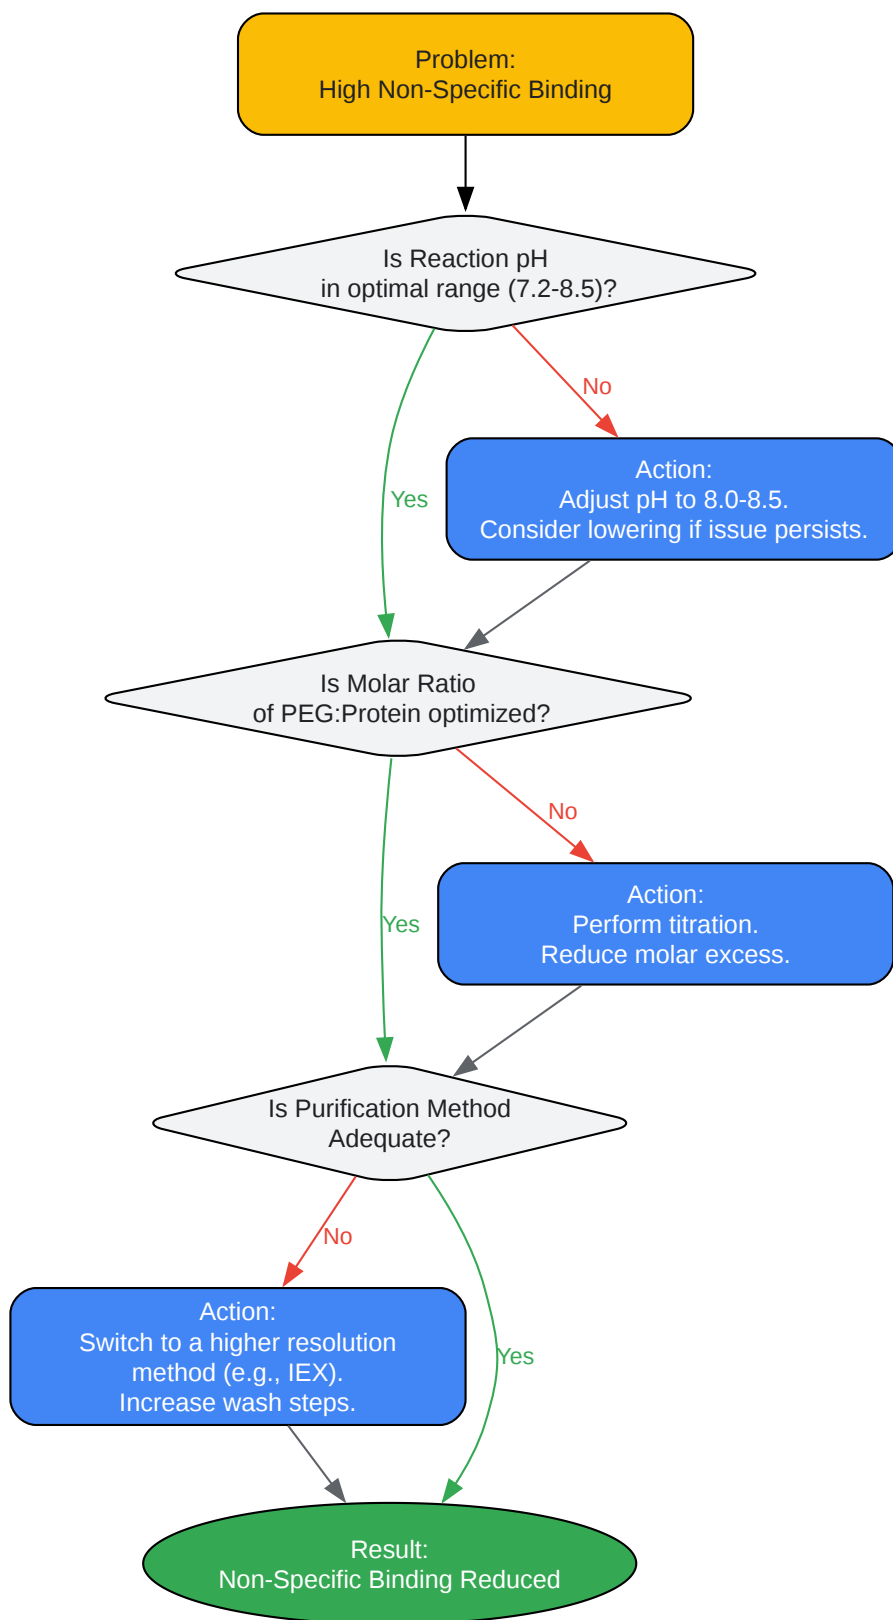 Problem:
High Non-Specific Binding
Is Reaction pH
in optimal range (7.2-8.5)?
No
Action:
Adjust pH to 8.0-8.5.
Consider lowering if issue persists.
Yes
Is Molar Ratio
of PEG:Protein optimized?
No
Action:
Perform titration.
Reduce molar excess.
Yes
Is Purification Method
Adequate?
No
Action:
Switch to a higher resolution
method (e.g., IEX).
Increase wash steps.
Yes
Result:
Non-Specific Binding Reduced